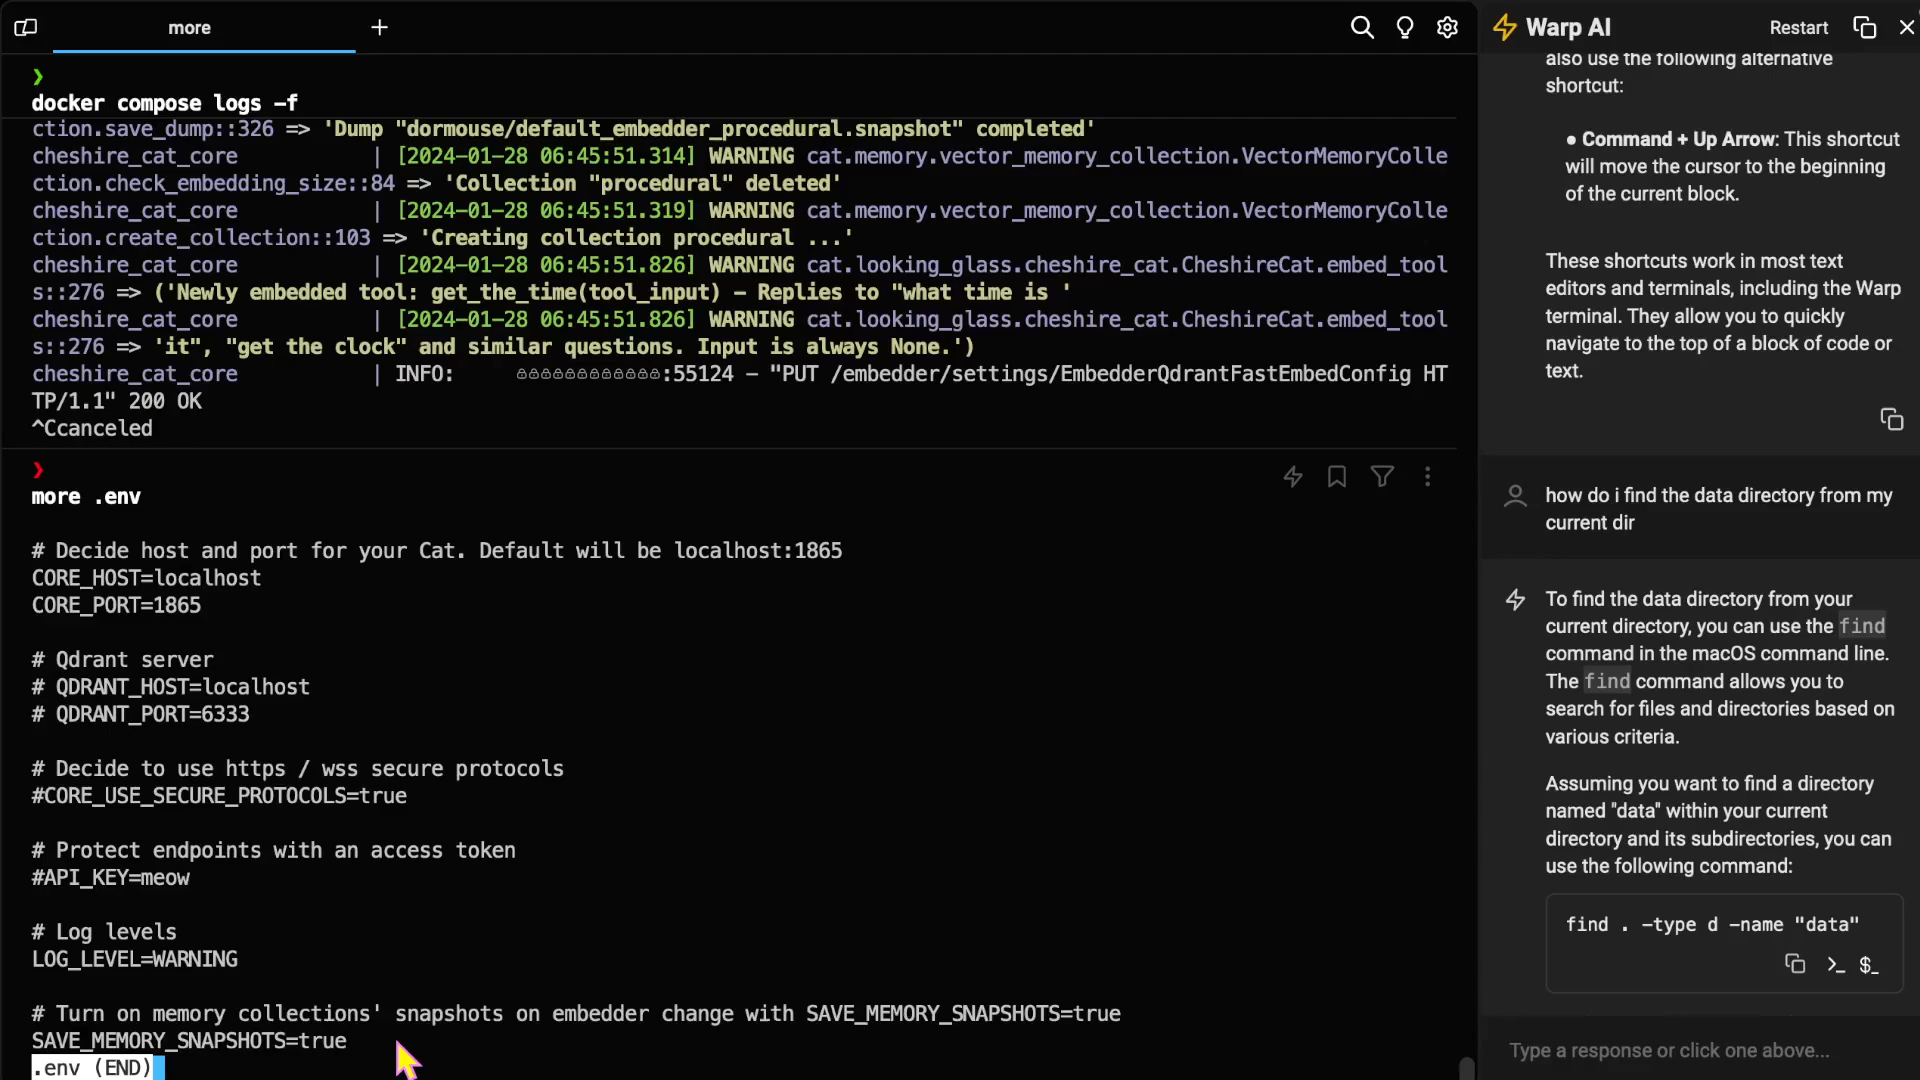 more
docker compose logs -f
ction.save_dump::326 => 'Dump "dormouse/default_embedder_procedural.snapshot" completed'
cheshire_cat_core | [2024-01-28 06:45:51.314] WARNING cat.memory.vector_memory_collection.VectorMemoryColle
ction.check_embedding_size::84 => 'Collection "procedural" deleted'
cheshire_cat_core | [2024-01-28 06:45:51.319] WARNING cat.memory.vector_memory_collection.VectorMemoryColle
ction.create_collection::103 => 'Creating collection procedural ...'
cheshire_cat_core | [2024-01-28 06:45:51.826] WARNING cat.looking_glass.cheshire_cat.CheshireCat.embed_tool
s::276 => ('Newly embedded tool: get_the_time(tool_input) - Replies to "what time is '
cheshire_cat_core | [2024-01-28 06:45:51.826] WARNING cat.looking_glass.cheshire_cat.CheshireCat.embed_tool
s::276 => 'it", "get the clock" and similar questions. Input is always None.')
cheshire_cat_core | INFO: :55124 - "PUT /embedder/settings/EmbedderQdrantFastEmbedConfig HT
TP/1.1" 200 OK
^Ccanceled
more .env
# Decide host and port for your Cat. Default will be localhost:1865
CORE_HOST=localhost
CORE_PORT=1865
# Qdrant server
# QDRANT_HOST=localhost
# QDRANT_PORT=6333
# Decide to use https / wss secure protocols
#CORE_USE_SECURE_PROTOCOLS=true
# Protect endpoints with an access token
#API_KEY=meow
# Log levels
LOG_LEVEL=WARNING
# Turn on memory collections' snapshots on embedder change with SAVE_MEMORY_SNAPSHOTS=true
SAVE_MEMORY_SNAPSHOTS=true
.env (END)
Warp AI
Restart
also use the following alternative
shortcut:
• Command + Up Arrow: This shortcut
will move the cursor to the beginning
of the current block.
These shortcuts work in most text
editors and terminals, including the Warp
terminal. They allow you to quickly
navigate to the top of a block of code or
text.
how do i find the data directory from my
current dir
To find the data directory from your
current directory, you can use the find
command in the macOS command line.
The find command allows you to
search for files and directories based on
various criteria.
Assuming you want to find a directory
named "data" within your current
directory and its subdirectories, you can
use the following command:
find . -type d -name "data"
Type a response or click one above...